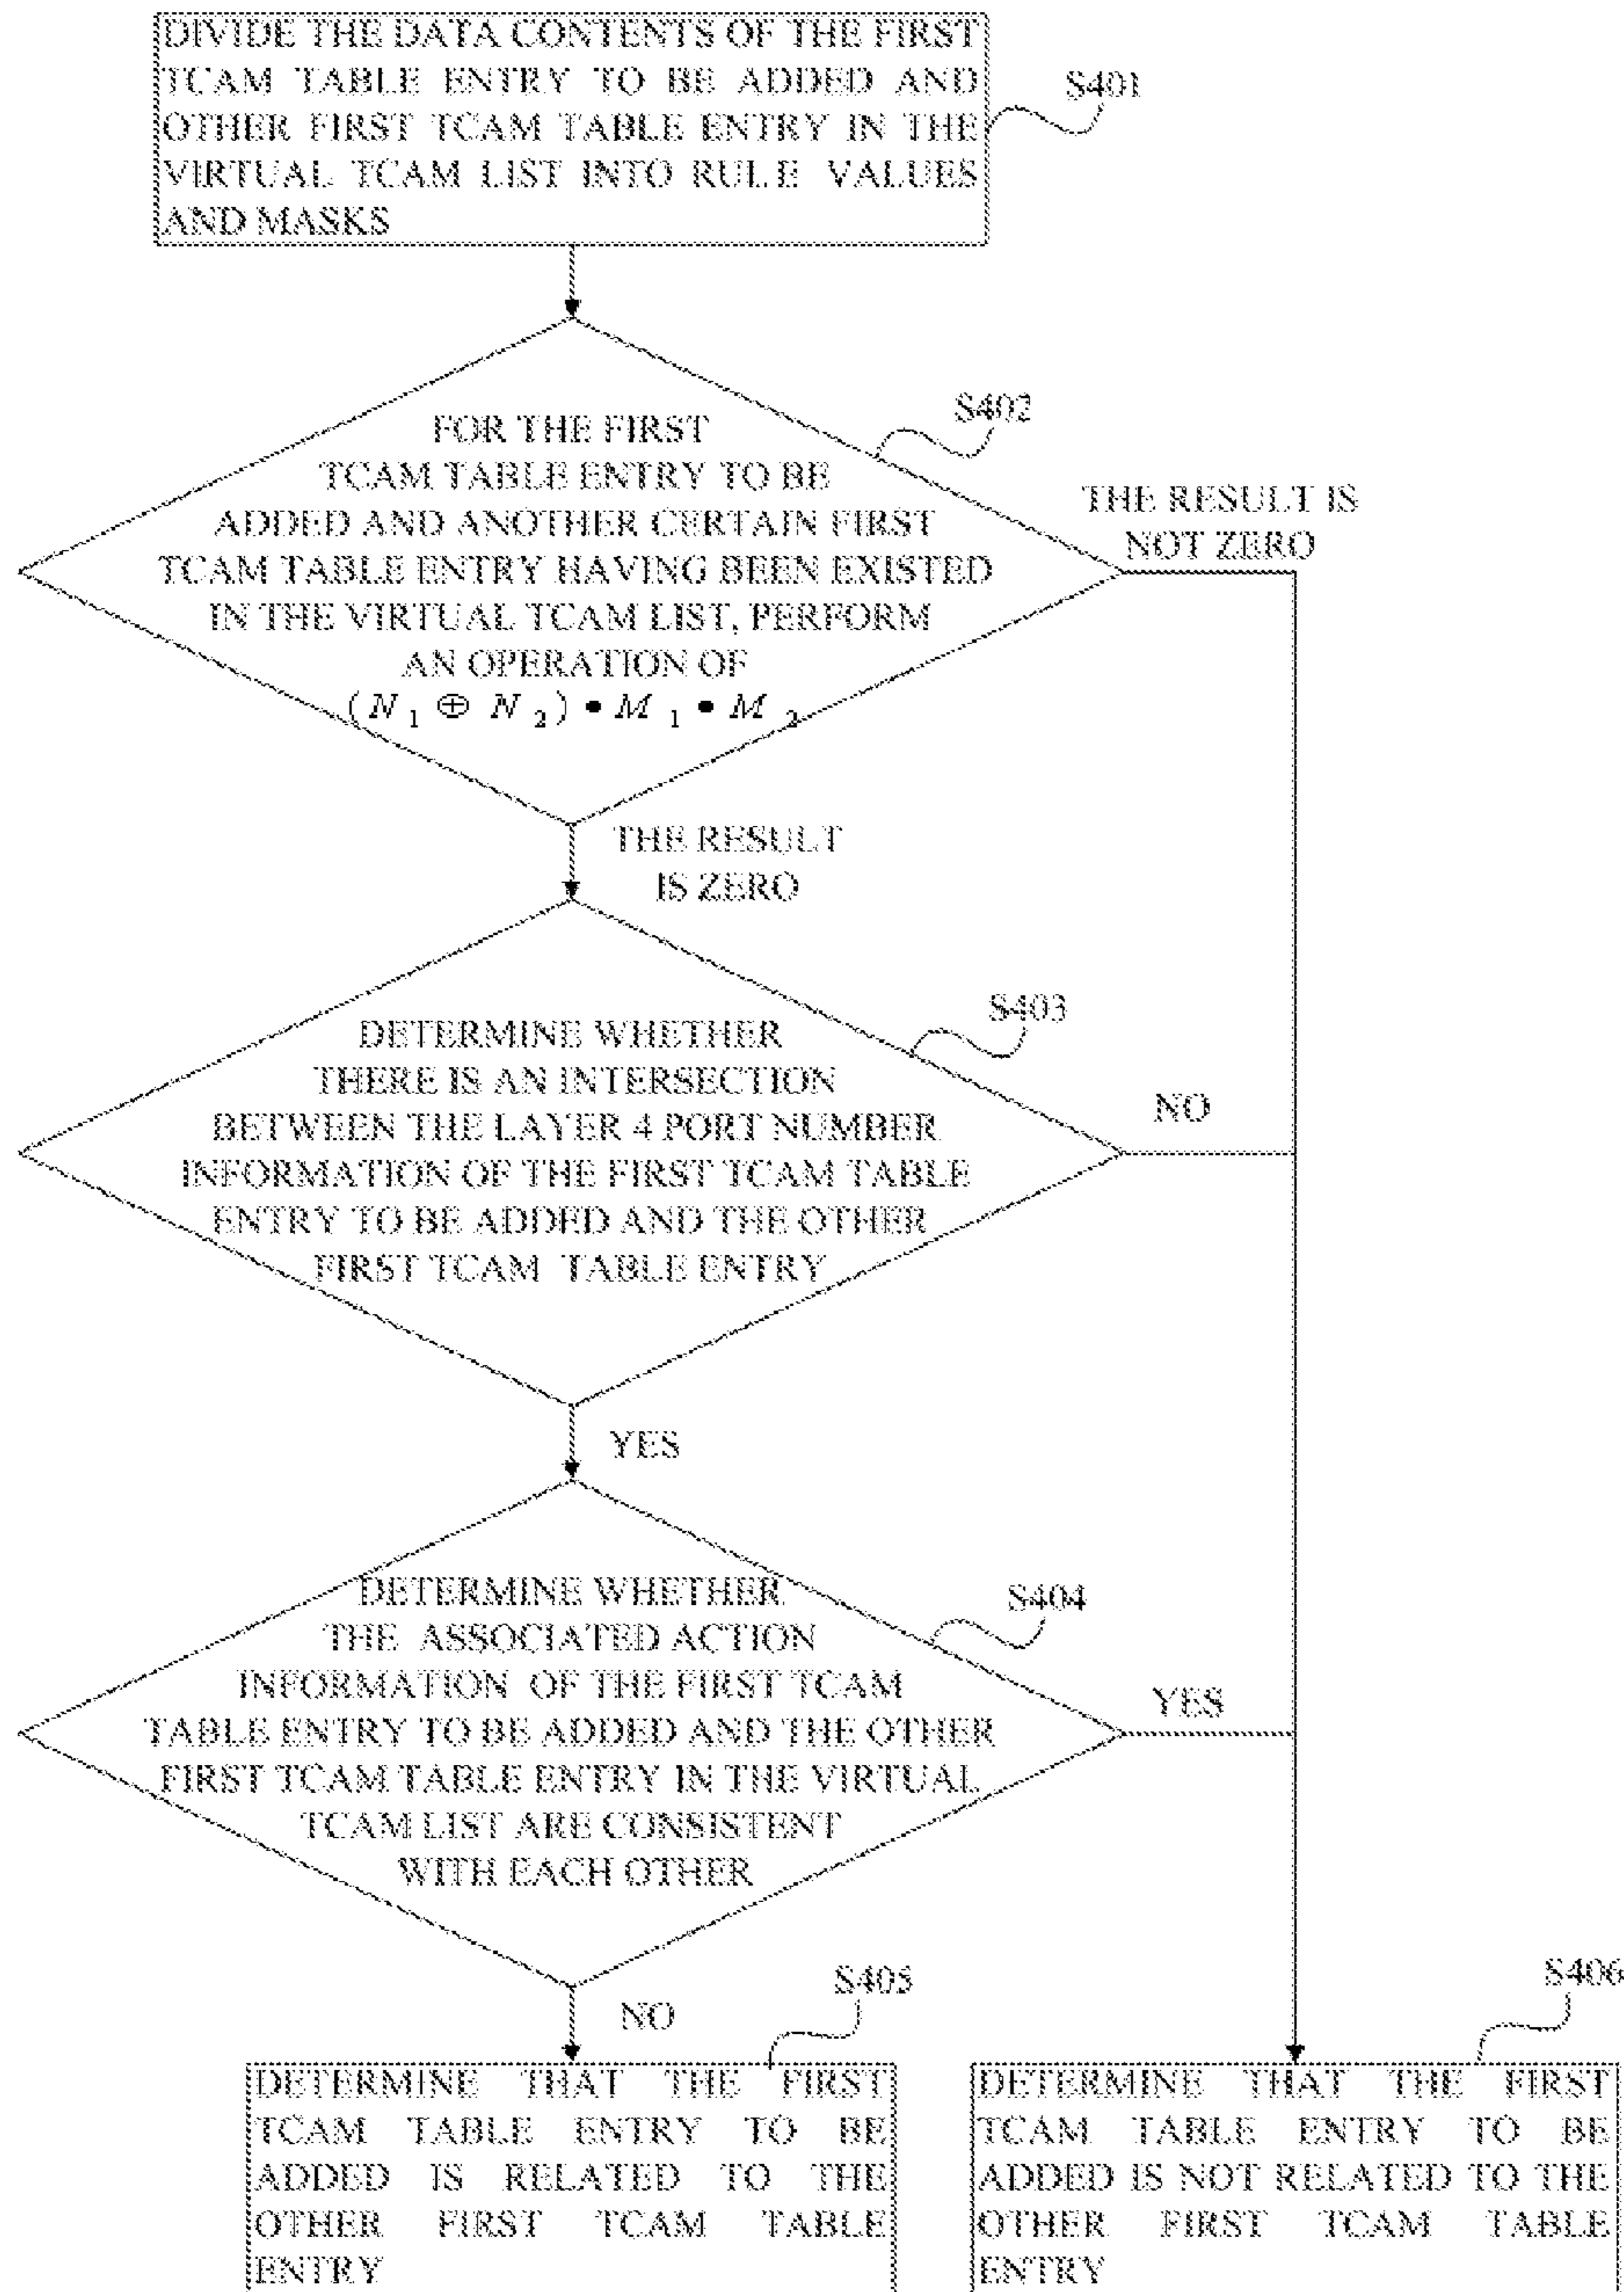 DIVIDE THE DATA CONTENTS OF THE FIRST
TCAM TABLE ENTRY TO BE ADDED AND
OTHER FIRST TCAM TABLE ENTRY IN THE
VIRTUAL TCAM LIST INTO RULE VALUES
AND MASKS
S401
FOR THE FIRST
TCAM TABLE ENTRY TO BE
ADDED AND ANOTHER CERTAIN FIRST
TCAM TABLE ENTRY HAVING BEEN EXISTED
IN THE VIRTUAL TCAM LIST, PERFORM
AN OPERATION OF
(N₁ ⊕ N₂) • M₁ • M₂
S402
THE RESULT IS
NOT ZERO
THE RESULT
IS ZERO
DETERMINE WHETHER
THERE IS AN INTERSECTION
BETWEEN THE LAYER 4 PORT NUMBER
INFORMATION OF THE FIRST TCAM TABLE
ENTRY TO BE ADDED AND THE OTHER
FIRST TCAM TABLE ENTRY
S403
NO
YES
DETERMINE WHETHER
THE ASSOCIATED ACTION
INFORMATION OF THE FIRST TCAM
TABLE ENTRY TO BE ADDED AND THE OTHER
FIRST TCAM TABLE ENTRY IN THE VIRTUAL
TCAM LIST ARE CONSISTENT
WITH EACH OTHER
S404
YES
NO
S405
DETERMINE THAT THE FIRST
TCAM TABLE ENTRY TO BE
ADDED IS RELATED TO THE
OTHER FIRST TCAM TABLE
ENTRY
S406
DETERMINE THAT THE FIRST
TCAM TABLE ENTRY TO BE
ADDED IS NOT RELATED TO THE
OTHER FIRST TCAM TABLE
ENTRY